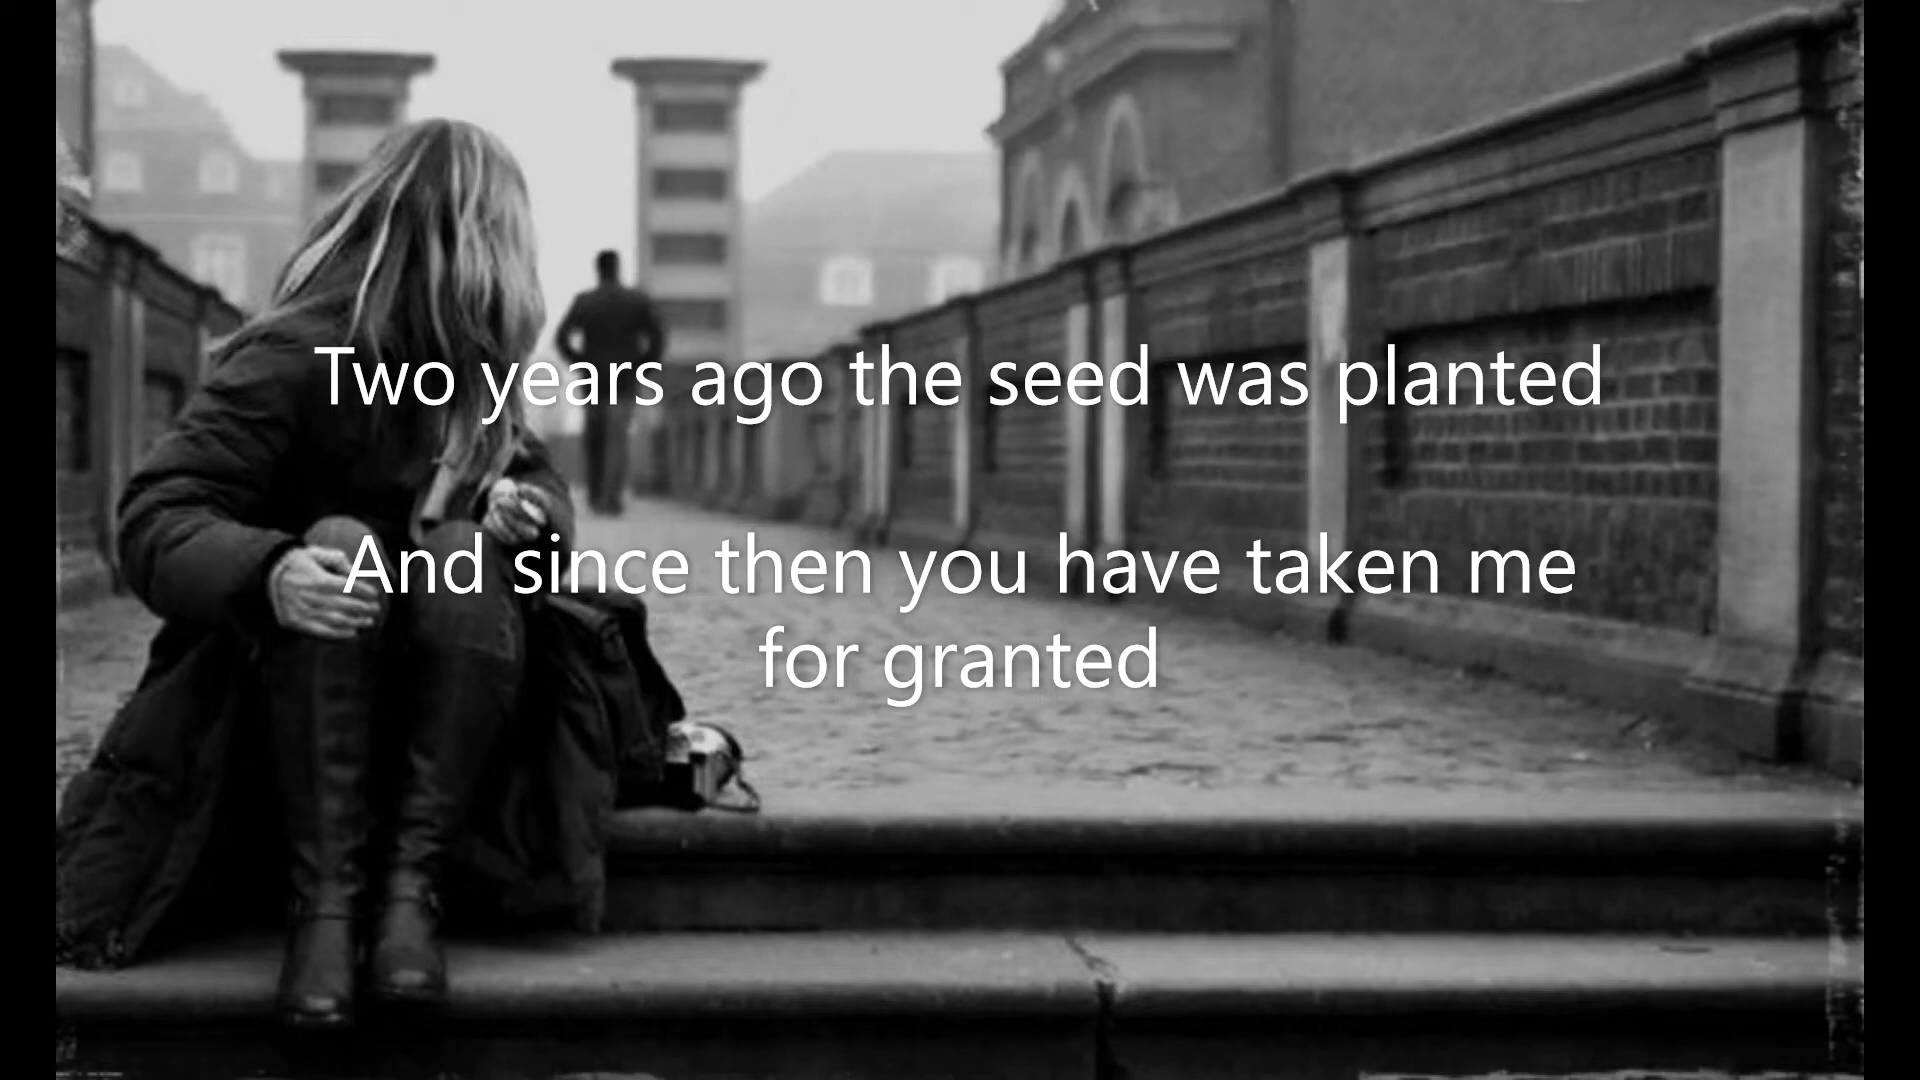 Two years ago the seed was planted
And since then you have taken me
for granted